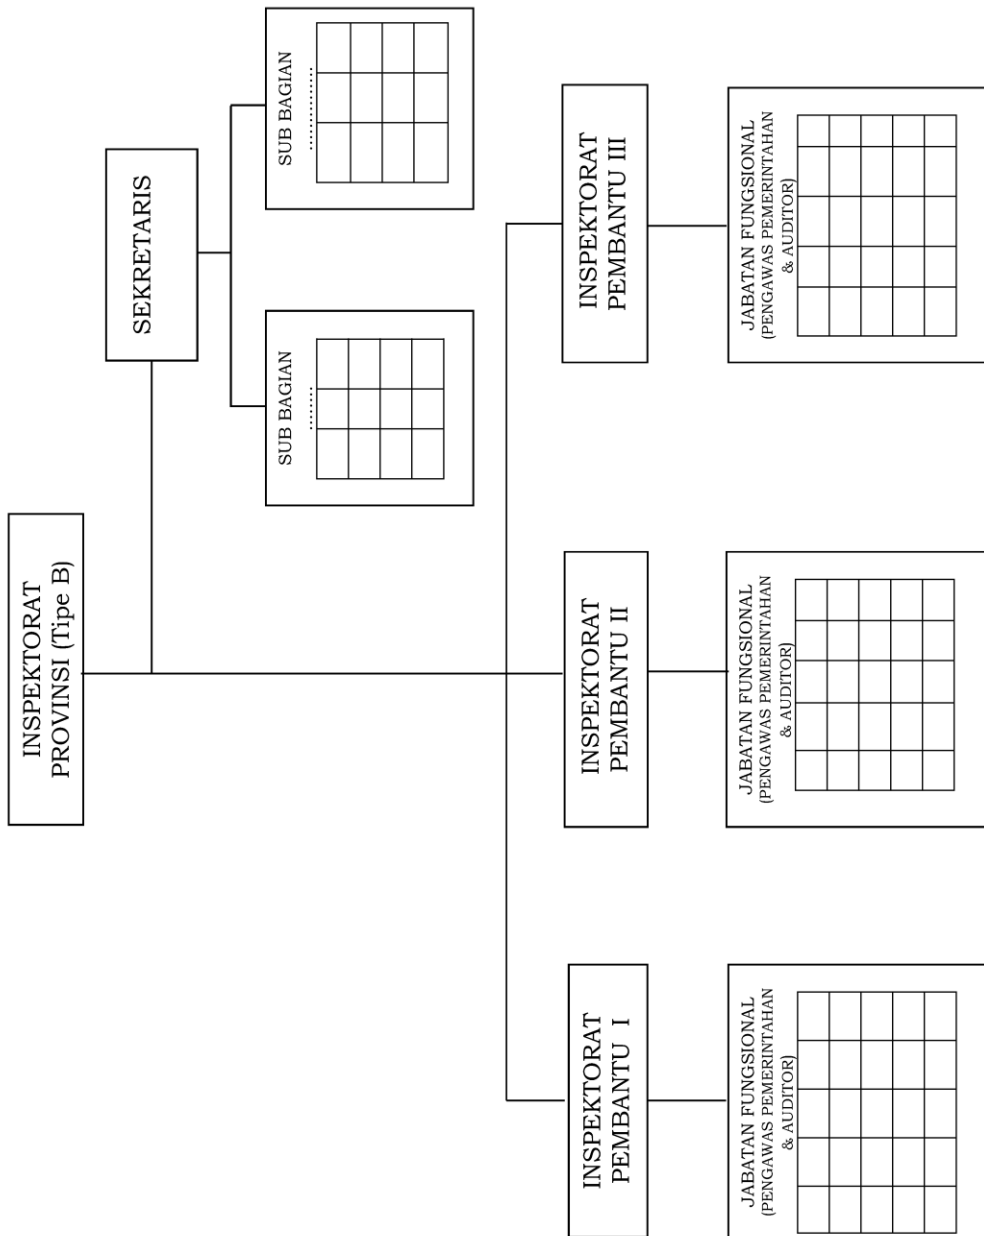 INSPEKTORAT
PROVINSI (Tipe B)
SEKRETARIS
SUB BAGIAN
.........
SUB BAGIAN
................
INSPEKTORAT
PEMBANTU I
INSPEKTORAT
PEMBANTU II
INSPEKTORAT
PEMBANTU III
JABATAN FUNGSIONAL
(PENGAWAS PEMERINTAHAN
& AUDITOR)
JABATAN FUNGSIONAL
(PENGAWAS PEMERINTAHAN
& AUDITOR)
JABATAN FUNGSIONAL
(PENGAWAS PEMERINTAHAN
& AUDITOR)